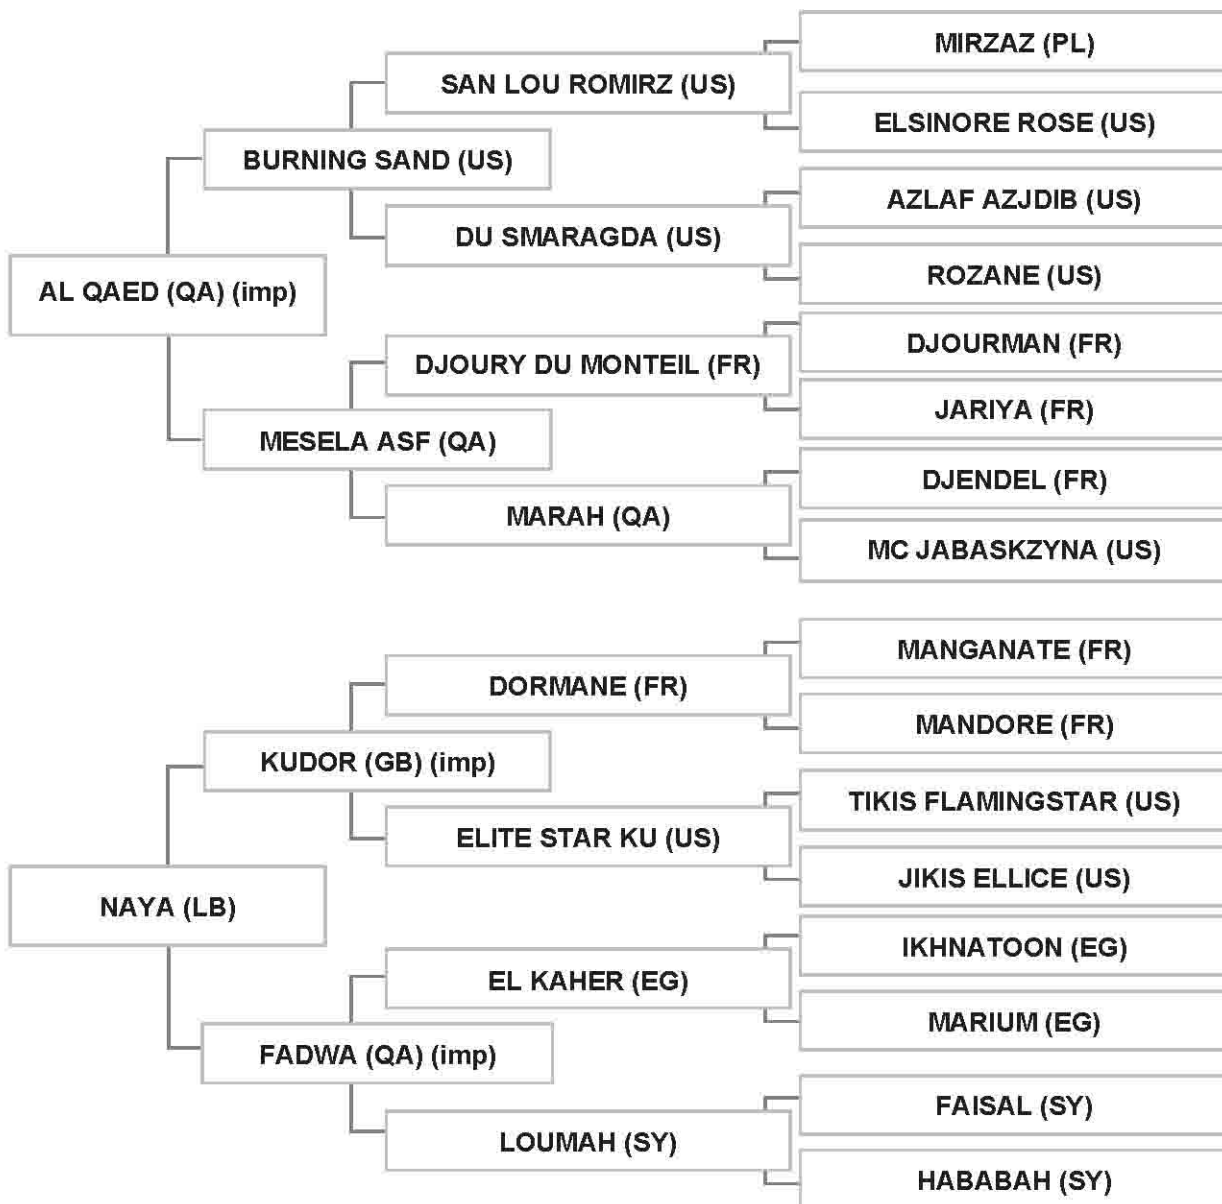 MIRZAZ (PL)
SAN LOU ROMIRZ (US)
ELSINORE ROSE (US)
BURNING SAND (US)
AZLAF AZJDIB (US)
DU SMARAGDA (US)
ROZANE (US)
AL QAED (QA) (imp)
DJOURMAN (FR)
DJOURY DU MONTEIL (FR)
JARIYA (FR)
MESELA ASF (QA)
DJENDEL (FR)
MARAH (QA)
MC JABASKZYNA (US)
MANGANATE (FR)
DORMANE (FR)
MANDORE (FR)
KUDOR (GB) (imp)
TIKIS FLAMINGSTAR (US)
ELITE STAR KU (US)
JIKIS ELLICE (US)
NAYA (LB)
IKHNATOON (EG)
EL KAHER (EG)
MARIUM (EG)
FADWA (QA) (imp)
FAISAL (SY)
LOUMAH (SY)
HABABAH (SY)